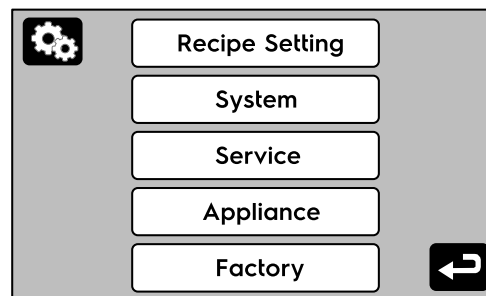 Recipe Setting
System
Service
Appliance
Factory